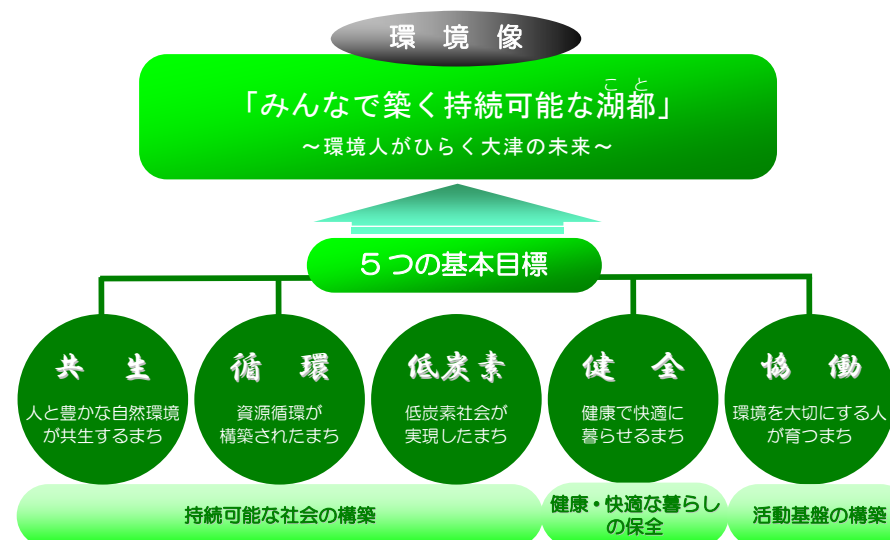 環 境 像
「みんなで築く持続可能な湖都」
こ と
～環境人がひらく大津の未来～
５つの基本目標
共 生
人と豊かな自然環境
が共生するまち
循 環
資源循環が
構築されたまち
低炭素
低炭素社会が
実現したまち
健 全
健康で快適に
暮らせるまち
協 働
環境を大切にする人
が育つまち
持続可能な社会の構築
健康・快適な暮らし
の保全
活動基盤の構築